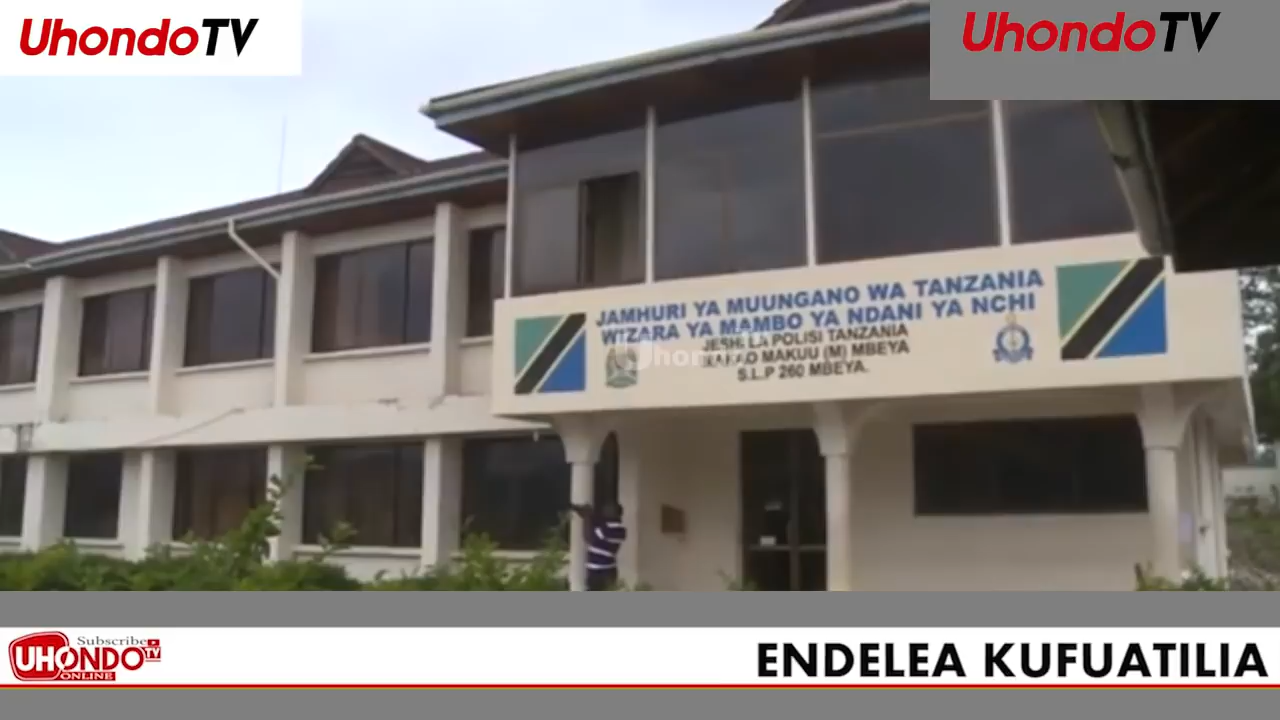 UhondoTV
UhondoTV
JAMHURI YA MUUNGANO WA TANZANIA
WIZARA YA MAMBO YA NDANI YA NCHI
JESHI LA POLISI TANZANIA
MAKAO MAKUU (M) MBEYA
S.L.P 260 MBEYA.
Subscribe
UHONDO TV
ONLINE
ENDELEA KUFUATILIA